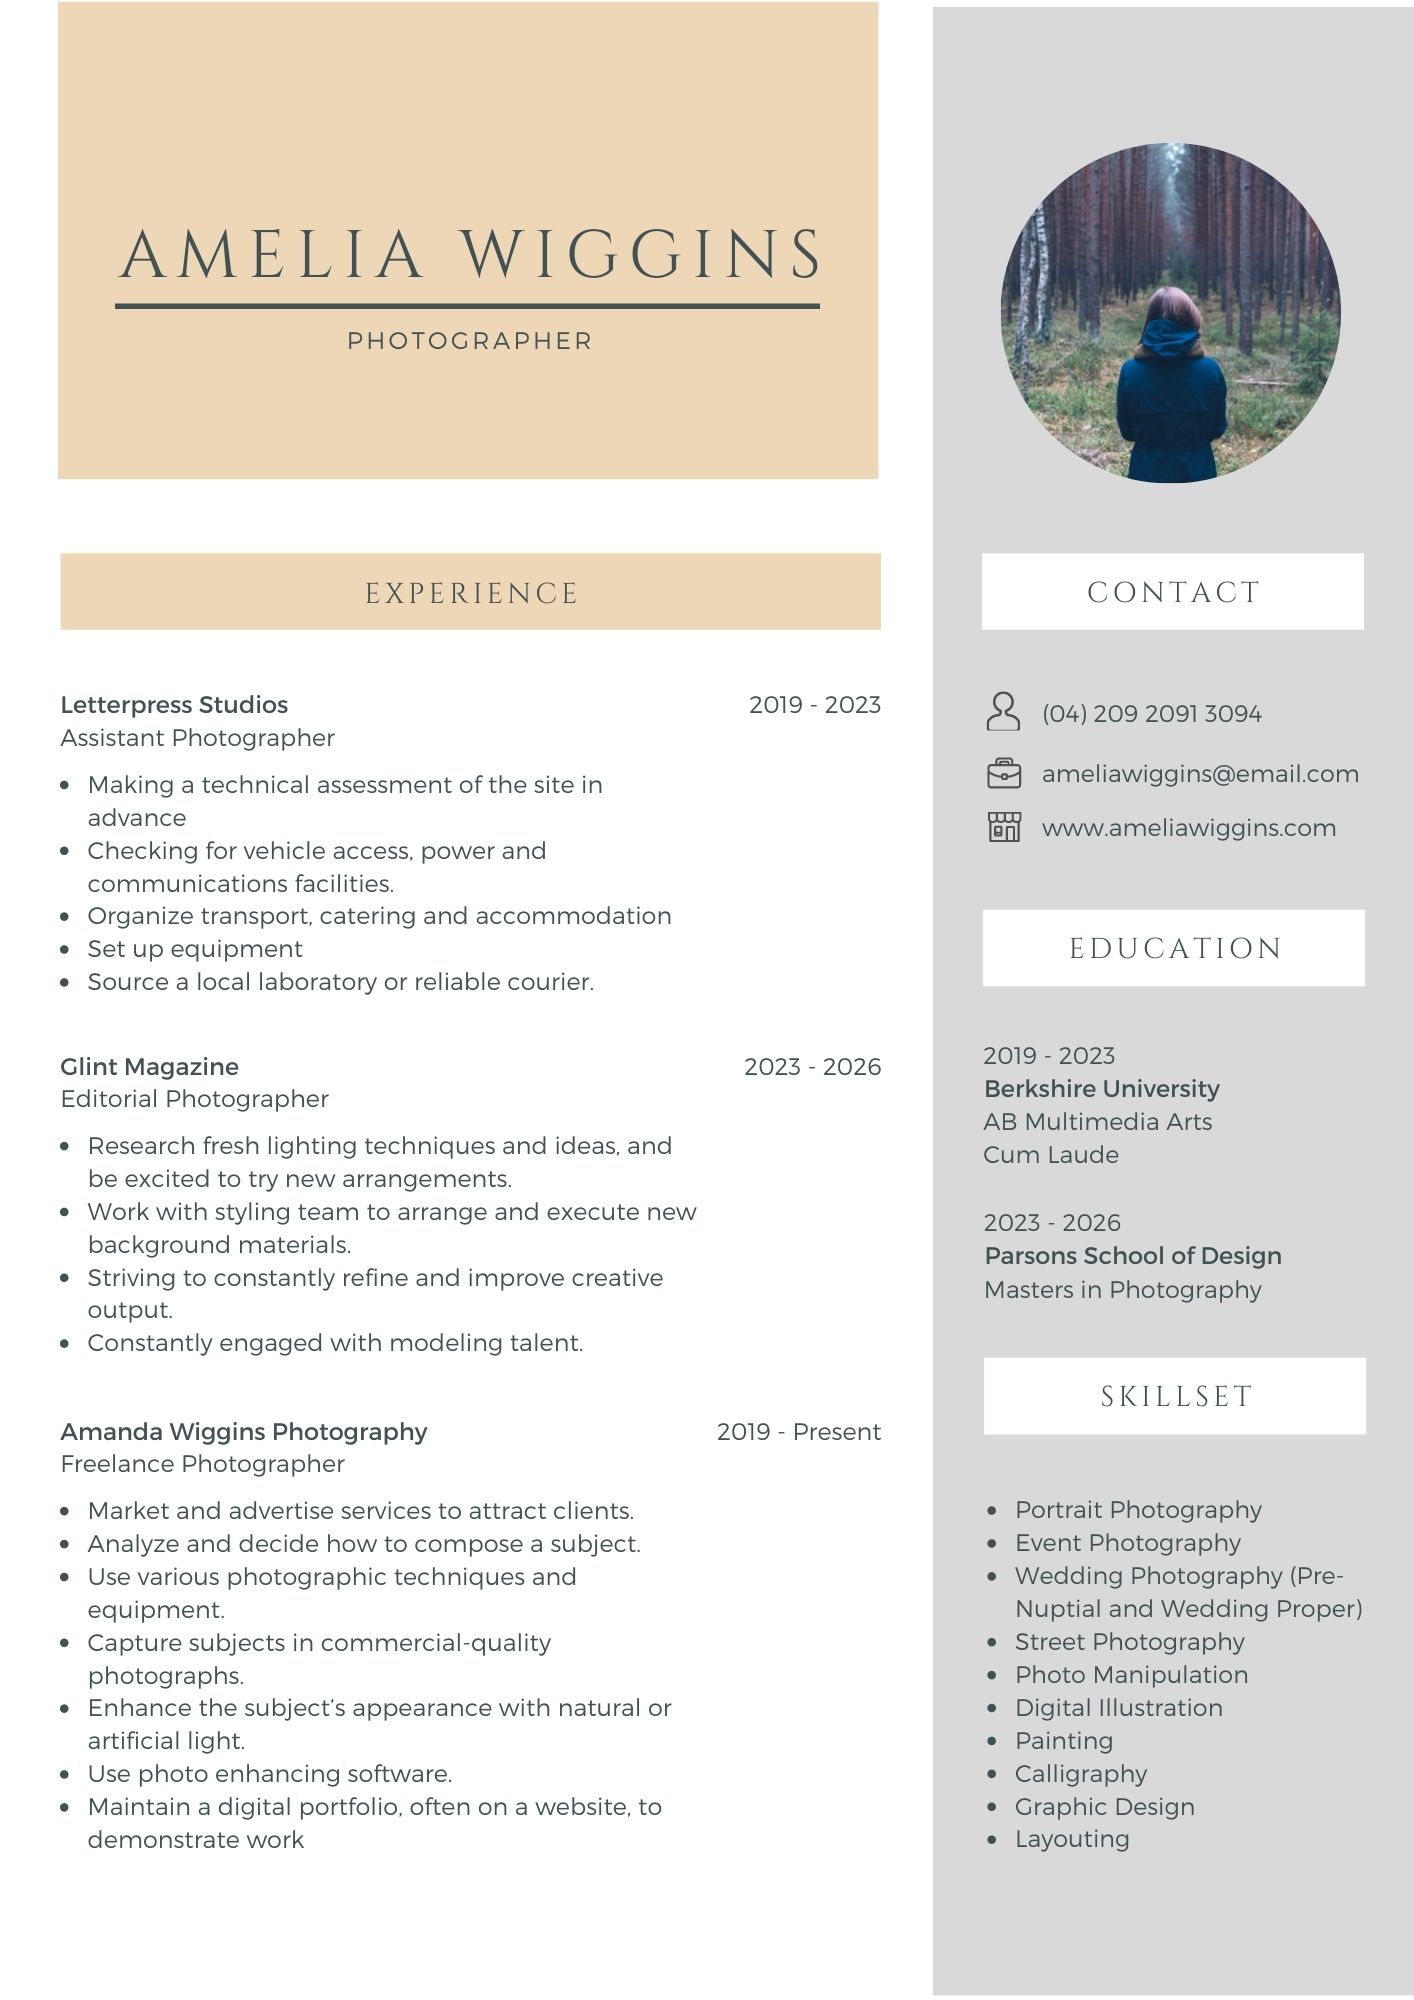 AMELIA WIGGINS
PHOTOGRAPHER
EXPERIENCE
Letterpress Studios
2019 - 2023
Assistant Photographer
• Making a technical assessment of the site in
advance
• Checking for vehicle access, power and
communications facilities.
• Organize transport, catering and accommodation
• Set up equipment
• Source a local laboratory or reliable courier.
Glint Magazine
2023 - 2026
Editorial Photographer
• Research fresh lighting techniques and ideas, and
be excited to try new arrangements.
• Work with styling team to arrange and execute new
background materials.
• Striving to constantly refine and improve creative
output.
• Constantly engaged with modeling talent.
Amanda Wiggins Photography
2019 - Present
Freelance Photographer
• Market and advertise services to attract clients.
• Analyze and decide how to compose a subject.
• Use various photographic techniques and
equipment.
• Capture subjects in commercial-quality
photographs.
• Enhance the subject's appearance with natural or
artificial light.
• Use photo enhancing software.
• Maintain a digital portfolio, often on a website, to
demonstrate work
CONTACT
(04) 209 2091 3094
ameliawiggins@email.com
www.ameliawiggins.com
EDUCATION
2019 - 2023
Berkshire University
AB Multimedia Arts
Cum Laude
2023 - 2026
Parsons School of Design
Masters in Photography
SKILLSET
• Portrait Photography
• Event Photography
• Wedding Photography (Pre-
Nuptial and Wedding Proper)
• Street Photography
• Photo Manipulation
• Digital Illustration
• Painting
• Calligraphy
• Graphic Design
• Layouting